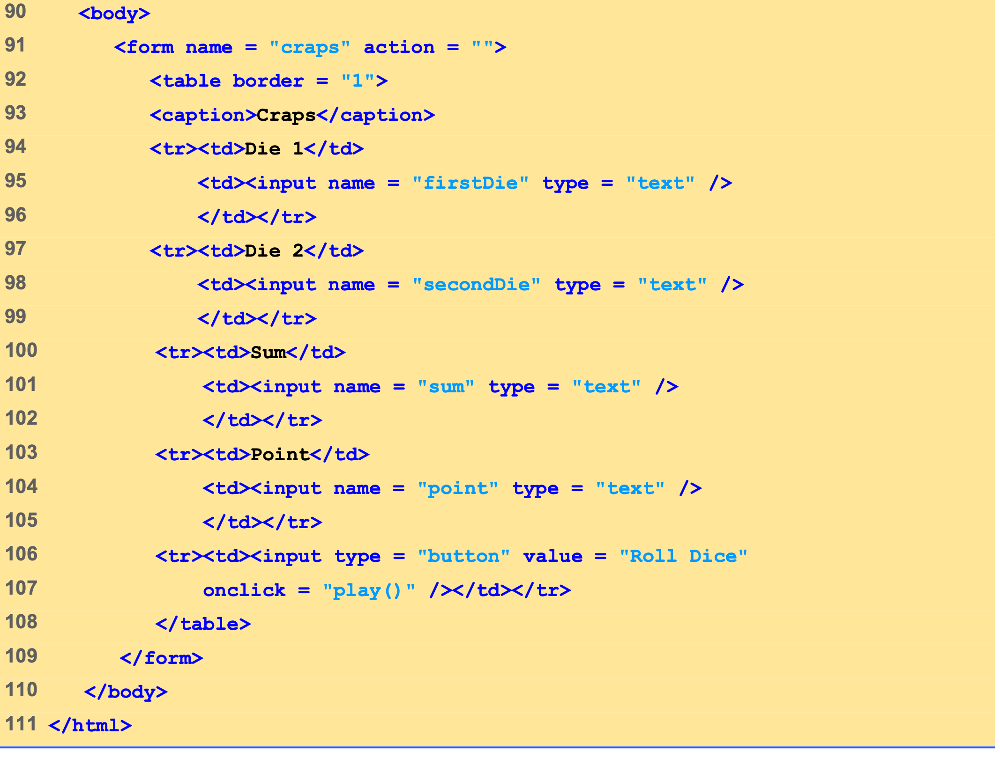 90 <body>
91 <form name = "craps" action = "">
92 <table border = "1">
93 <caption>Craps</caption>
94 <tr><td>Die 1</td>
95 <td><input name = "firstDie" type = "text" />
96 </td></tr>
97 <tr><td>Die 2</td>
98 <td><input name = "secondDie" type = "text" />
99 </td></tr>
100 <tr><td>Sum</td>
101 <td><input name = "sum" type = "text" />
102 </td></tr>
103 <tr><td>Point</td>
104 <td><input name = "point" type = "text" />
105 </td></tr>
106 <tr><td><input type = "button" value = "Roll Dice"
107 onclick = "play()" /></td></tr>
108 </table>
109 </form>
110 </body>
111 </html>